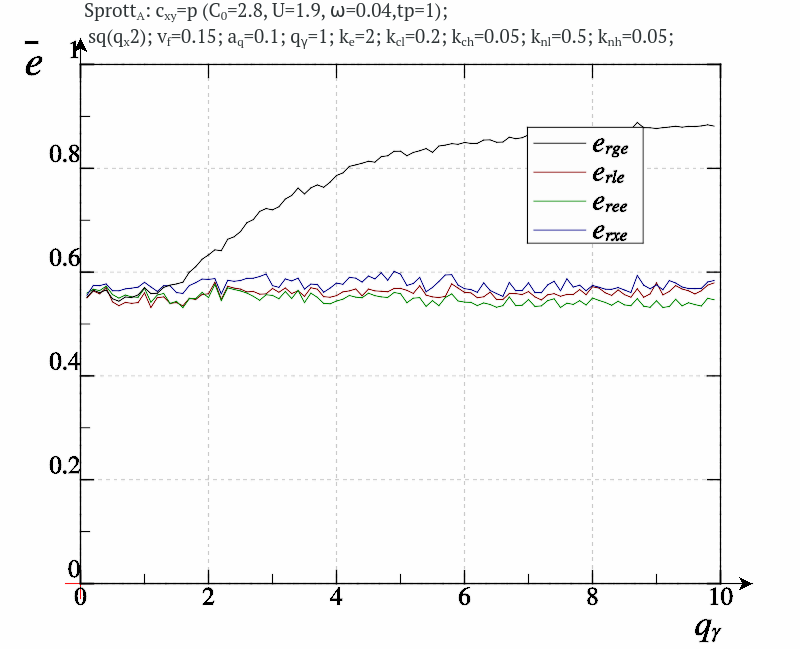 Sprott_A: c_xy=p (C_0=2.8, U=1.9, ω=0.04,tp=1);
sq(q_x2); v_f=0.15; a_q=0.1; q_γ=1; k_e=2; k_cl=0.2; k_ch=0.05; k_nl=0.5; k_nh=0.05;
e̅
1
0.8
0.6
0.4
0.2
0
e_rge
e_rle
e_ree
e_rxe
0 2 4 6 8 10
q_γ